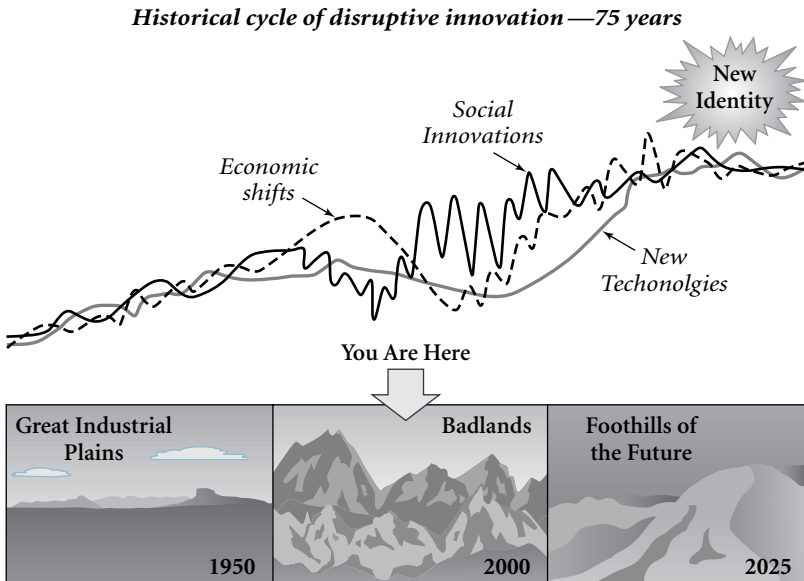 Historical cycle of disruptive innovation—75 years
New
Identity
Social
Innovations
Economic
shifts
New
Techonolgies
You Are Here
Great Industrial
Plains
1950
Badlands
2000
Foothills of
the Future
2025